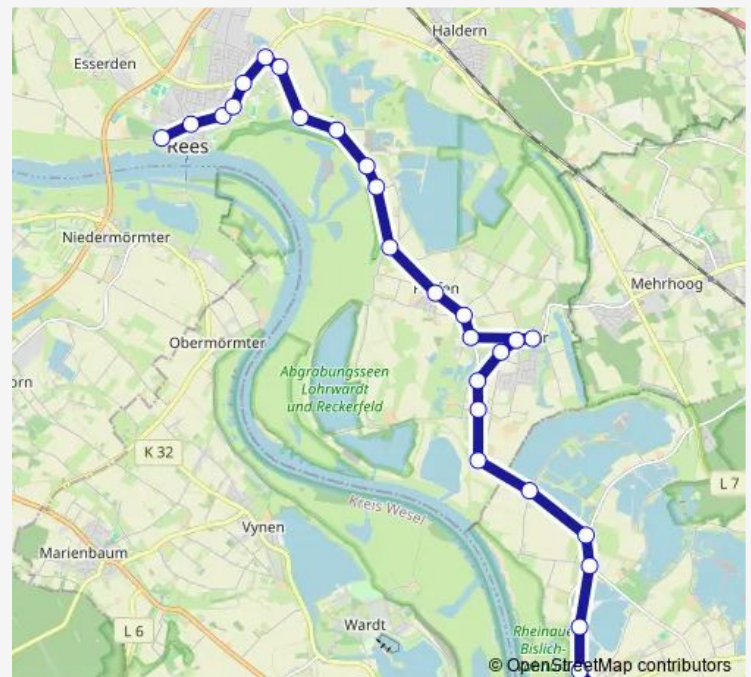 Haldern
Esserden
Rees
Niedermörmter
Mehrhoog
Obermörmter
Abgrabungsseen
Lohrwardt
und Reckerfeld
orn
K 32
L 7
Kreis Wesel
Vynen
Marienbaum
Wardt
L 6
Rheinaue
Bislich-
© OpenStreetMap contributors